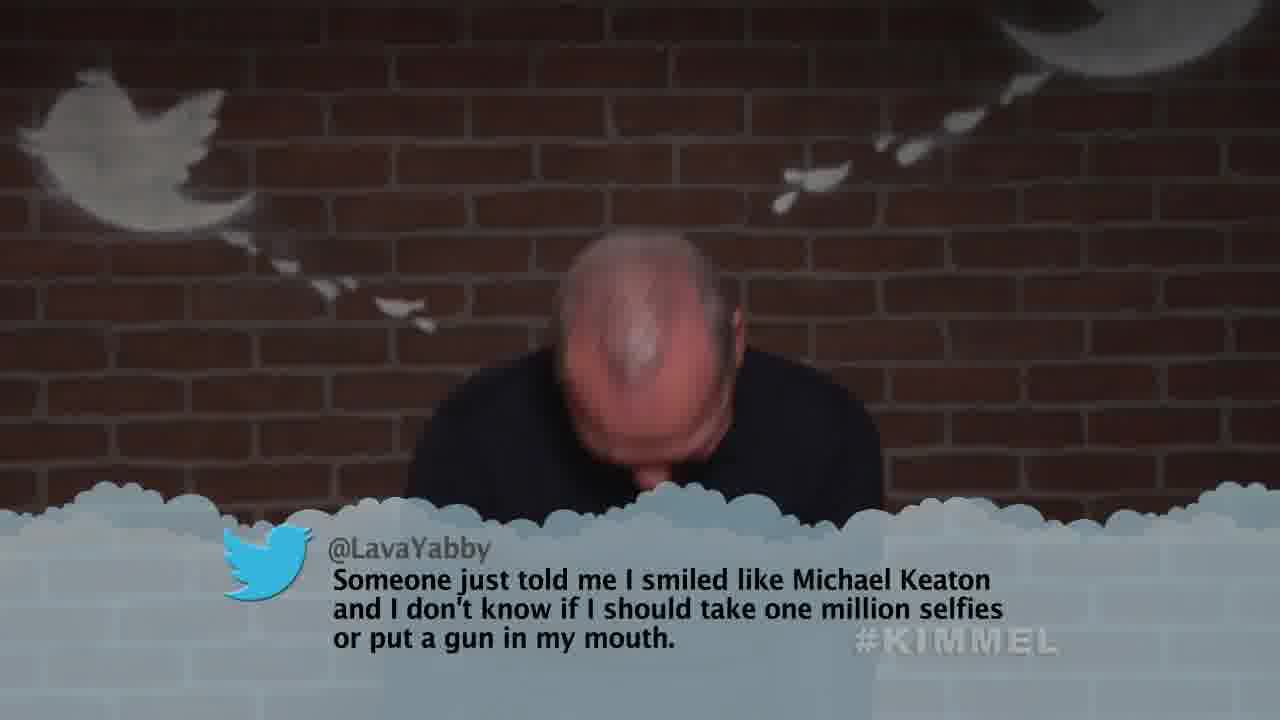 @LavaYabby
Someone just told me I smiled like Michael Keaton
and I don't know if I should take one million selfies
or put a gun in my mouth.
#KIMMEL